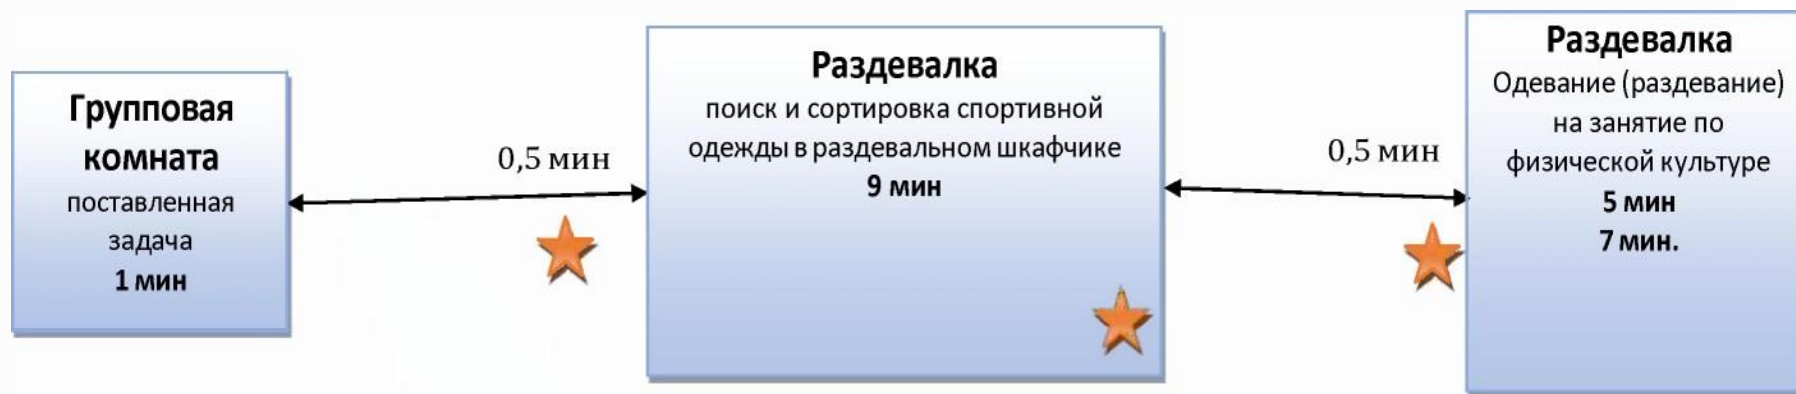 Групповая
комната
поставленная
задача
1 мин
0,5 мин
Раздевалка
поиск и сортировка спортивной
одежды в раздевальном шкафчике
9 мин
0,5 мин
Раздевалка
Одевание (раздевание)
на занятие по
физической культуре
5 мин
7 мин.